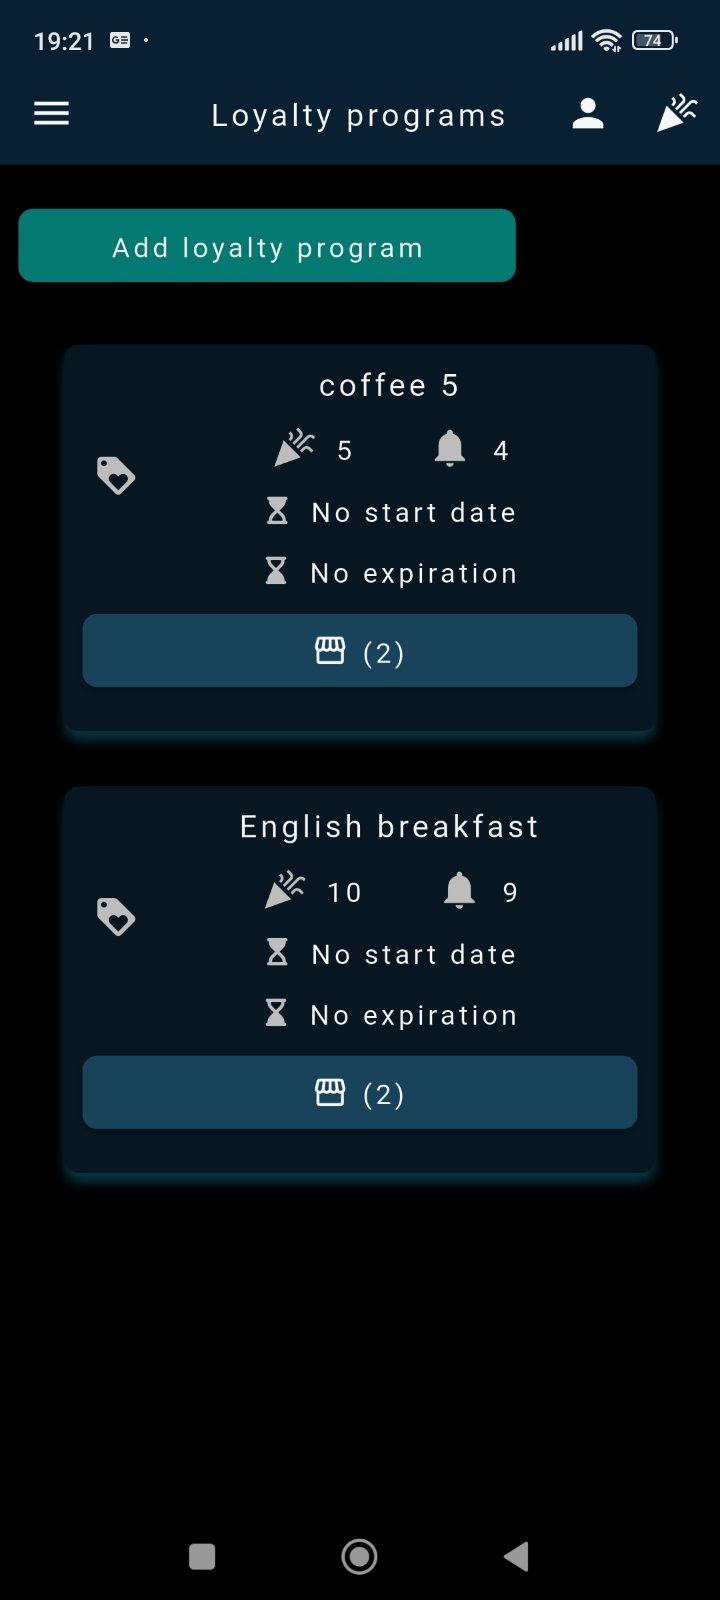 19:21 GE 74
Loyalty programs
Add loyalty program
coffee 5
5 4
No start date
No expiration
(2)
English breakfast
10 9
No start date
No expiration
(2)